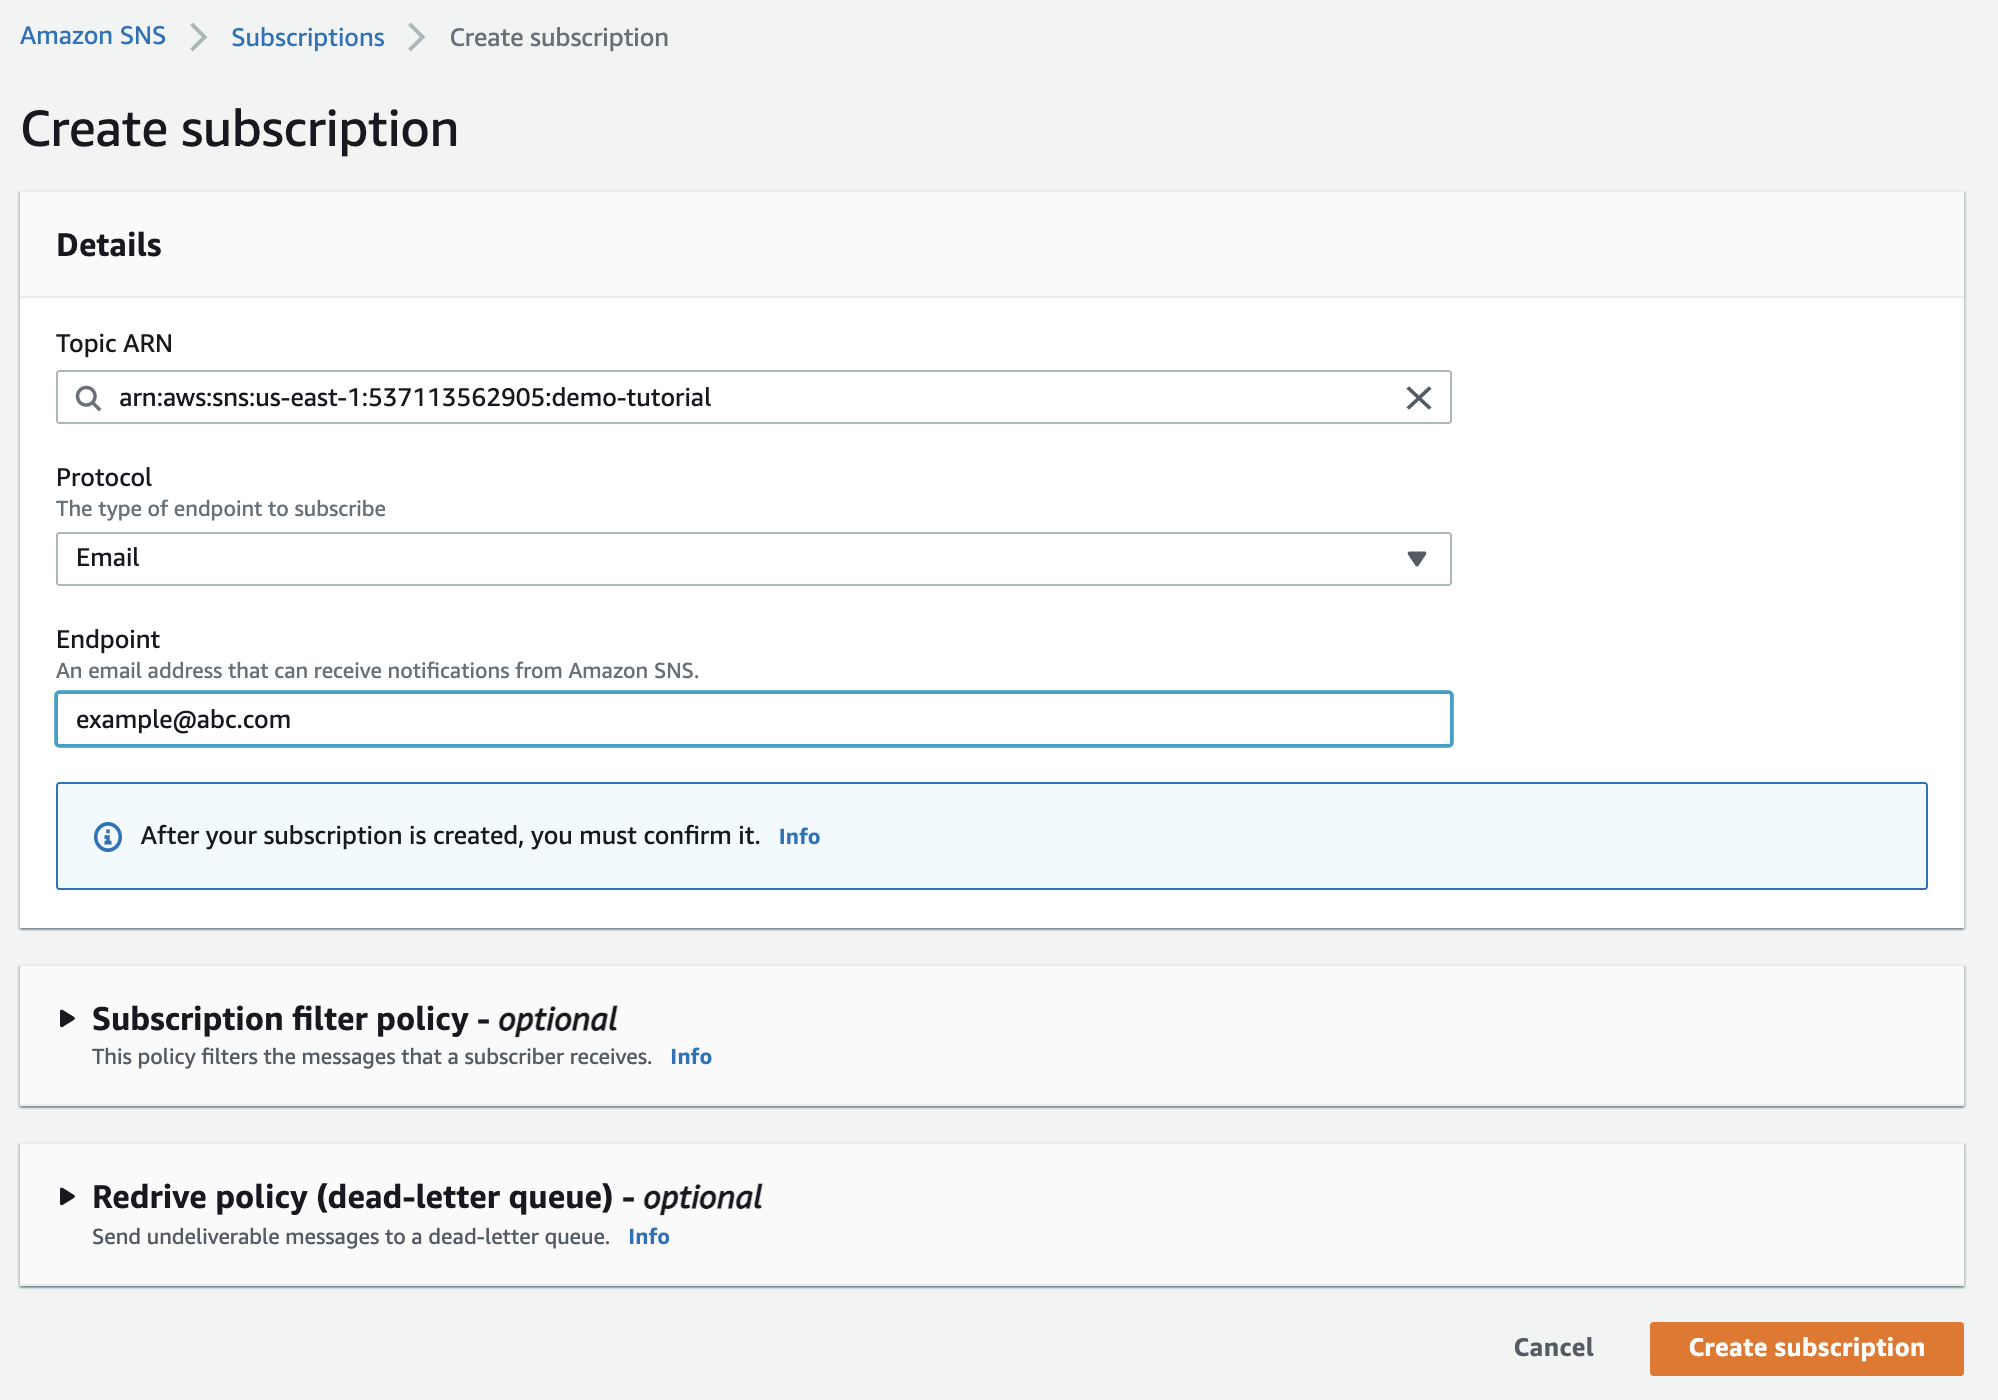 Amazon SNS > Subscriptions > Create subscription
Create subscription
Details
Topic ARN
arn:aws:sns:us-east-1:537113562905:demo-tutorial
Protocol
The type of endpoint to subscribe
Email
Endpoint
An email address that can receive notifications from Amazon SNS.
example@abc.com
After your subscription is created, you must confirm it. Info
Subscription filter policy - optional
This policy filters the messages that a subscriber receives. Info
Redrive policy (dead-letter queue) - optional
Send undeliverable messages to a dead-letter queue. Info
Cancel Create subscription